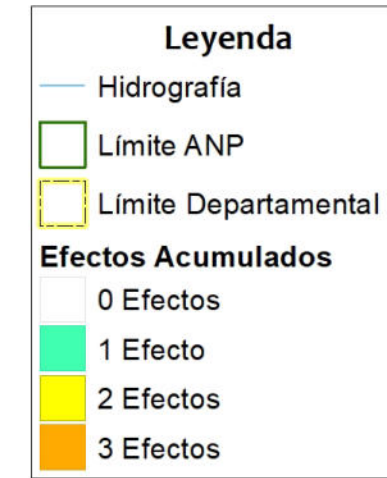 Leyenda
Hidrografía
Límite ANP
Límite Departamental
Efectos Acumulados
0 Efectos
1 Efecto
2 Efectos
3 Efectos